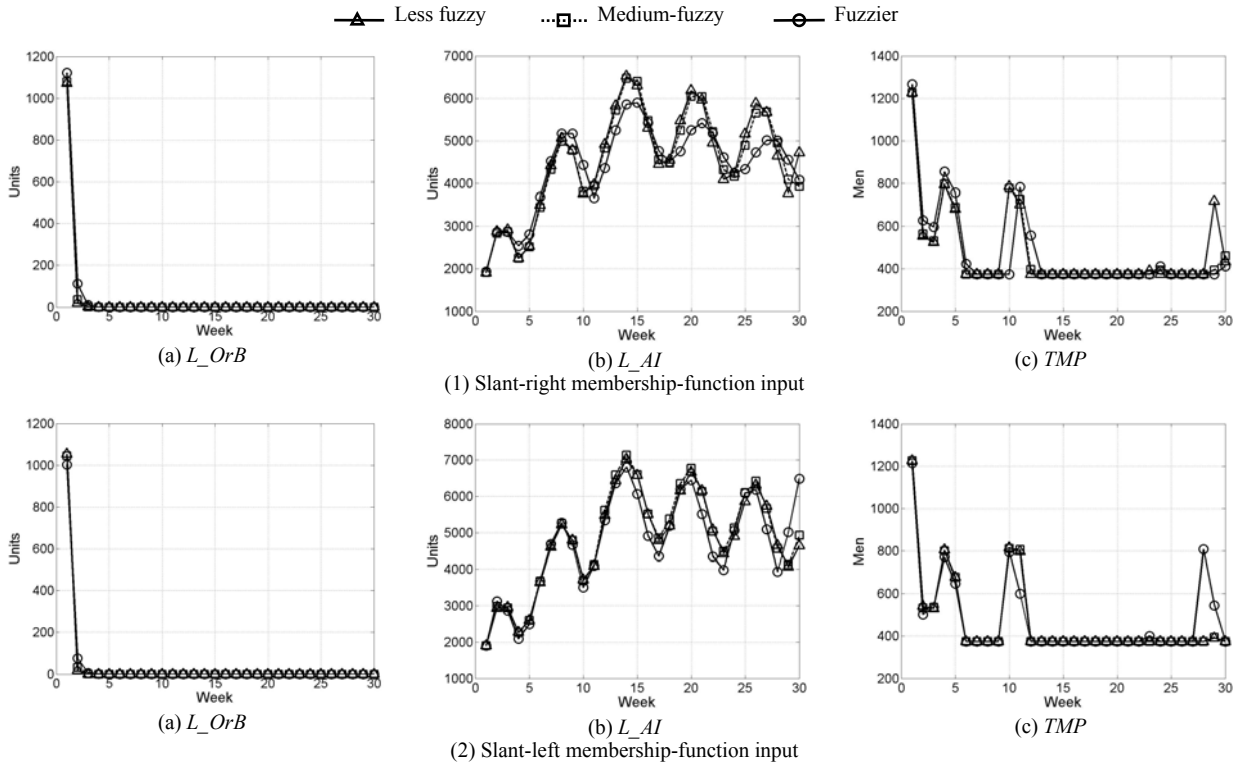 Less fuzzy Medium-fuzzy Fuzzier
1200
1000
800
600
400
200
0
Units
0 5 10 15 20 25 30
Week
(a) L_OrB
7000
6000
5000
4000
3000
2000
1000
Units
0 5 10 15 20 25 30
Week
(b) L_AI
1400
1200
1000
800
600
400
200
Men
0 5 10 15 20 25 30
Week
(c) TMP
(1) Slant-right membership-function input
1200
1000
800
600
400
200
0
Units
0 5 10 15 20 25 30
Week
(a) L_OrB
8000
7000
6000
5000
4000
3000
2000
1000
Units
0 5 10 15 20 25 30
Week
(b) L_AI
1400
1200
1000
800
600
400
200
Men
0 5 10 15 20 25 30
Week
(c) TMP
(2) Slant-left membership-function input